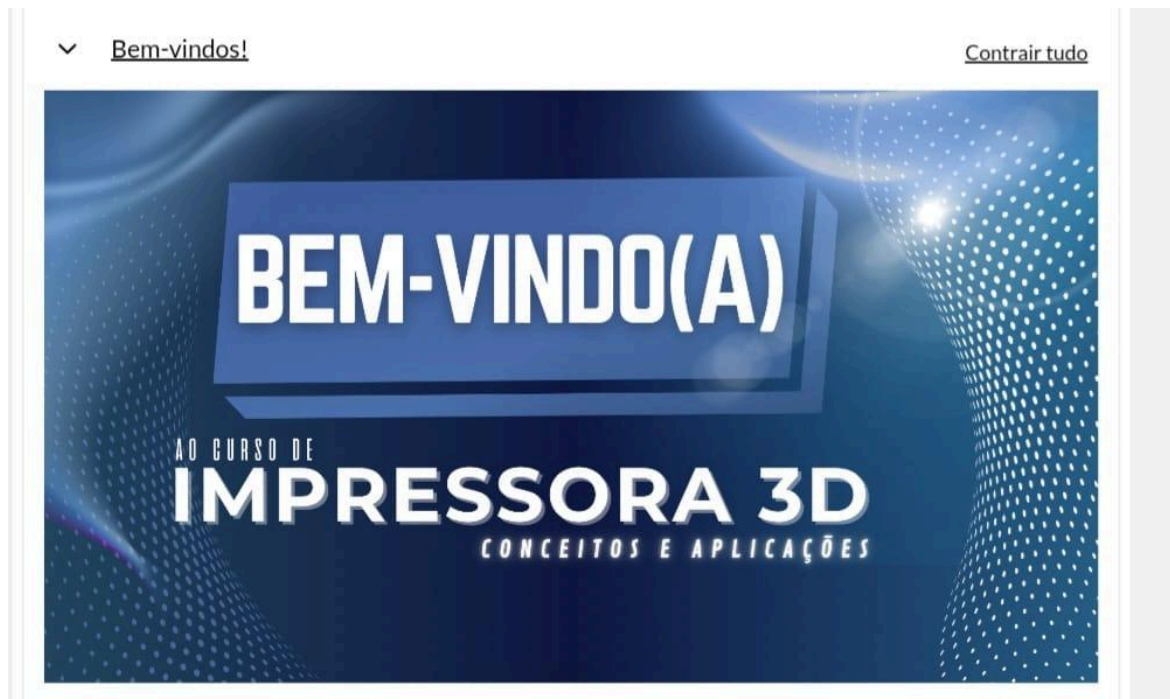 Bem-vindos!
Contrair tudo
BEM-VINDO(A)
AO CURSO DE
IMPRESSORA 3D
CONCEITOS E APLICAÇÕES